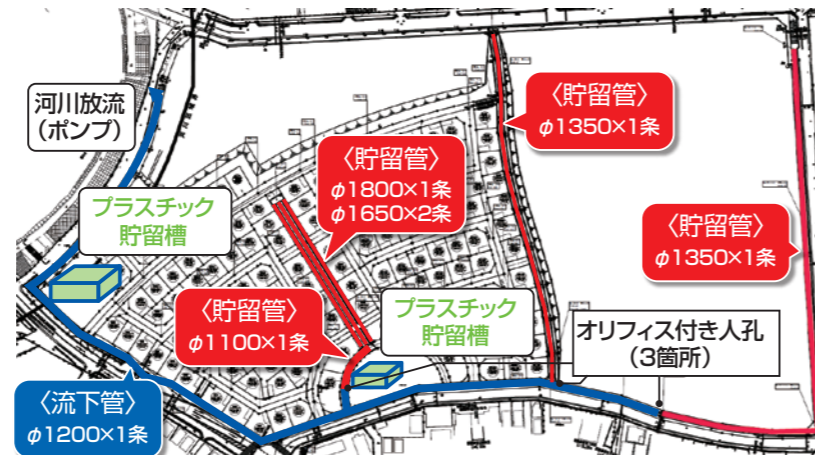 河川放流
(ポンプ)
プラスチック
貯留槽
〈貯留管〉
φ1800×1条
φ1650×2条
〈貯留管〉
φ1350×1条
〈貯留管〉
φ1350×1条
〈貯留管〉
φ1100×1条
プラスチック
貯留槽
オリフィス付き人孔
(3箇所)
〈流下管〉
φ1200×1条